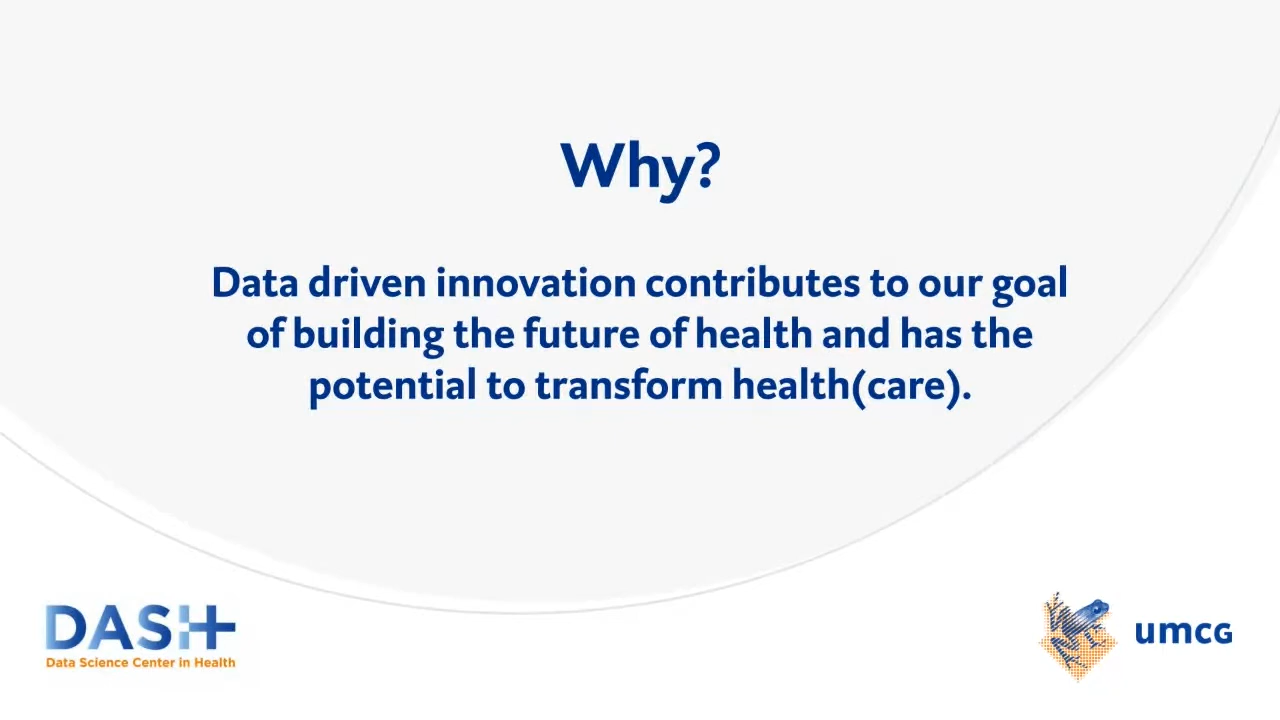 Why?
Data driven innovation contributes to our goal
of building the future of health and has the
potential to transform health(care).
DASH
Data Science Center in Health
umcg